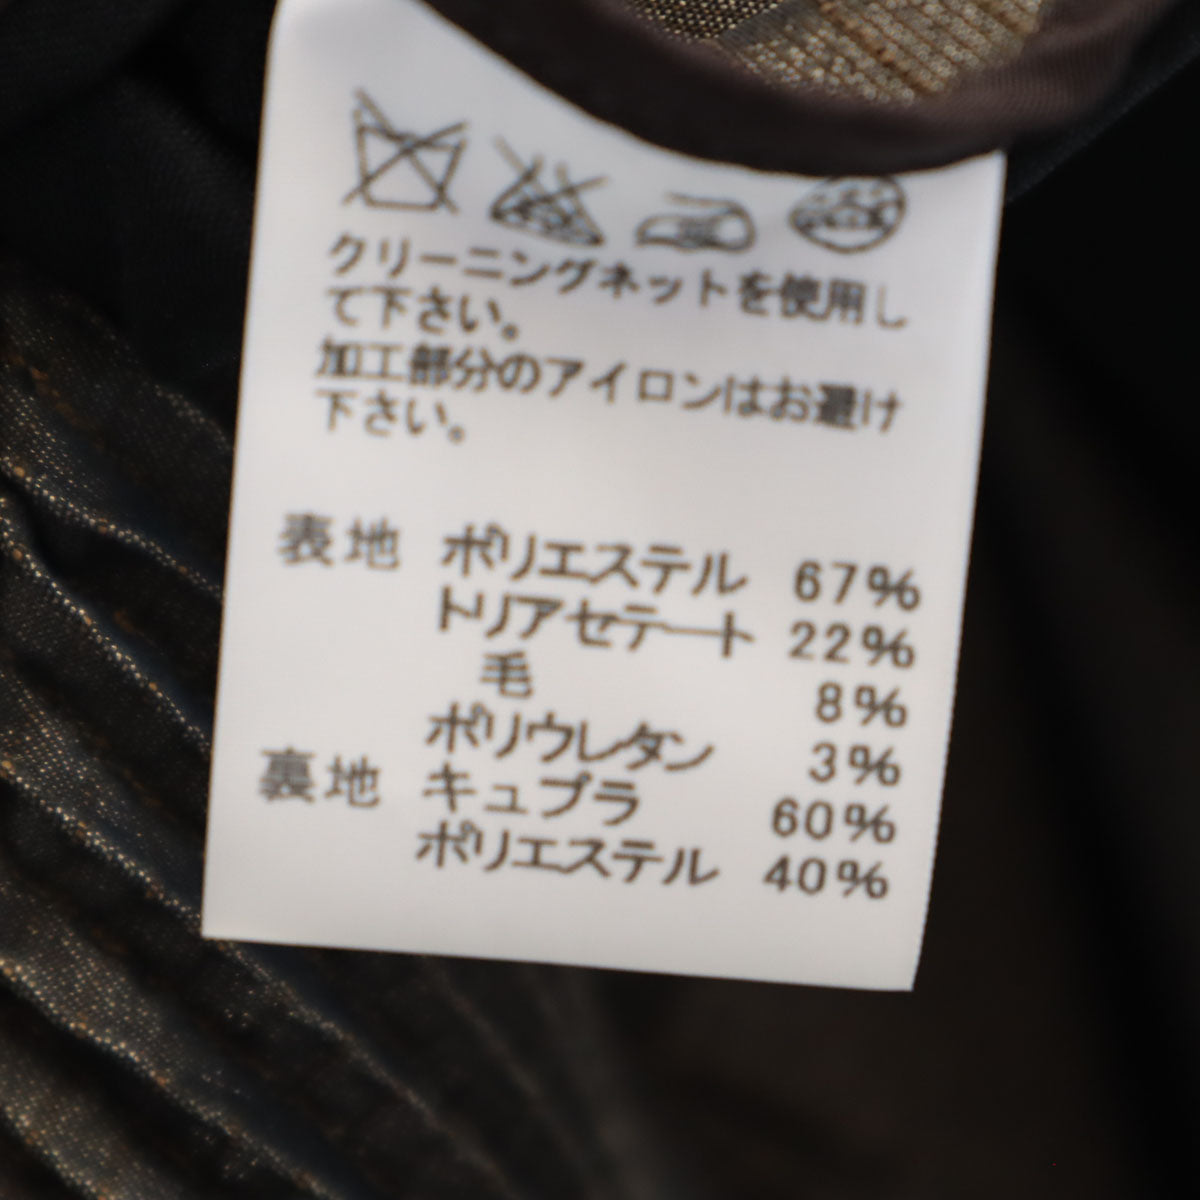 クリーニングネットを使用し
て下さい。
加工部分のアイロンはお避け
下さい。
表地 ポリエステル 67%
トリアセテート 22%
毛 8%
ポリウレタン 3%
裏地 キュプラ 60%
ポリエステル 40%